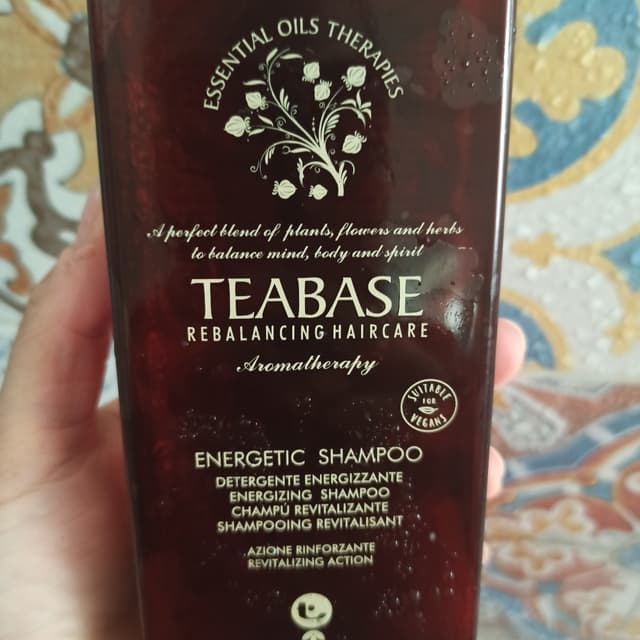 ESSENTIAL OILS THERAPIES
A perfect blend of plants, flowers and herbs
to balance mind, body and spirit
TEABASE
REBALANCING HAIRCARE
Aromatherapy
SUITABLE
FOR
VEGANS
ENERGETIC SHAMPOO
DETERGENTE ENERGIZZANTE
ENERGIZING SHAMPOO
CHAMPÚ REVITALIZANTE
SHAMPOOING REVITALISANT
AZIONE RINFORZANTE
REVITALIZING ACTION